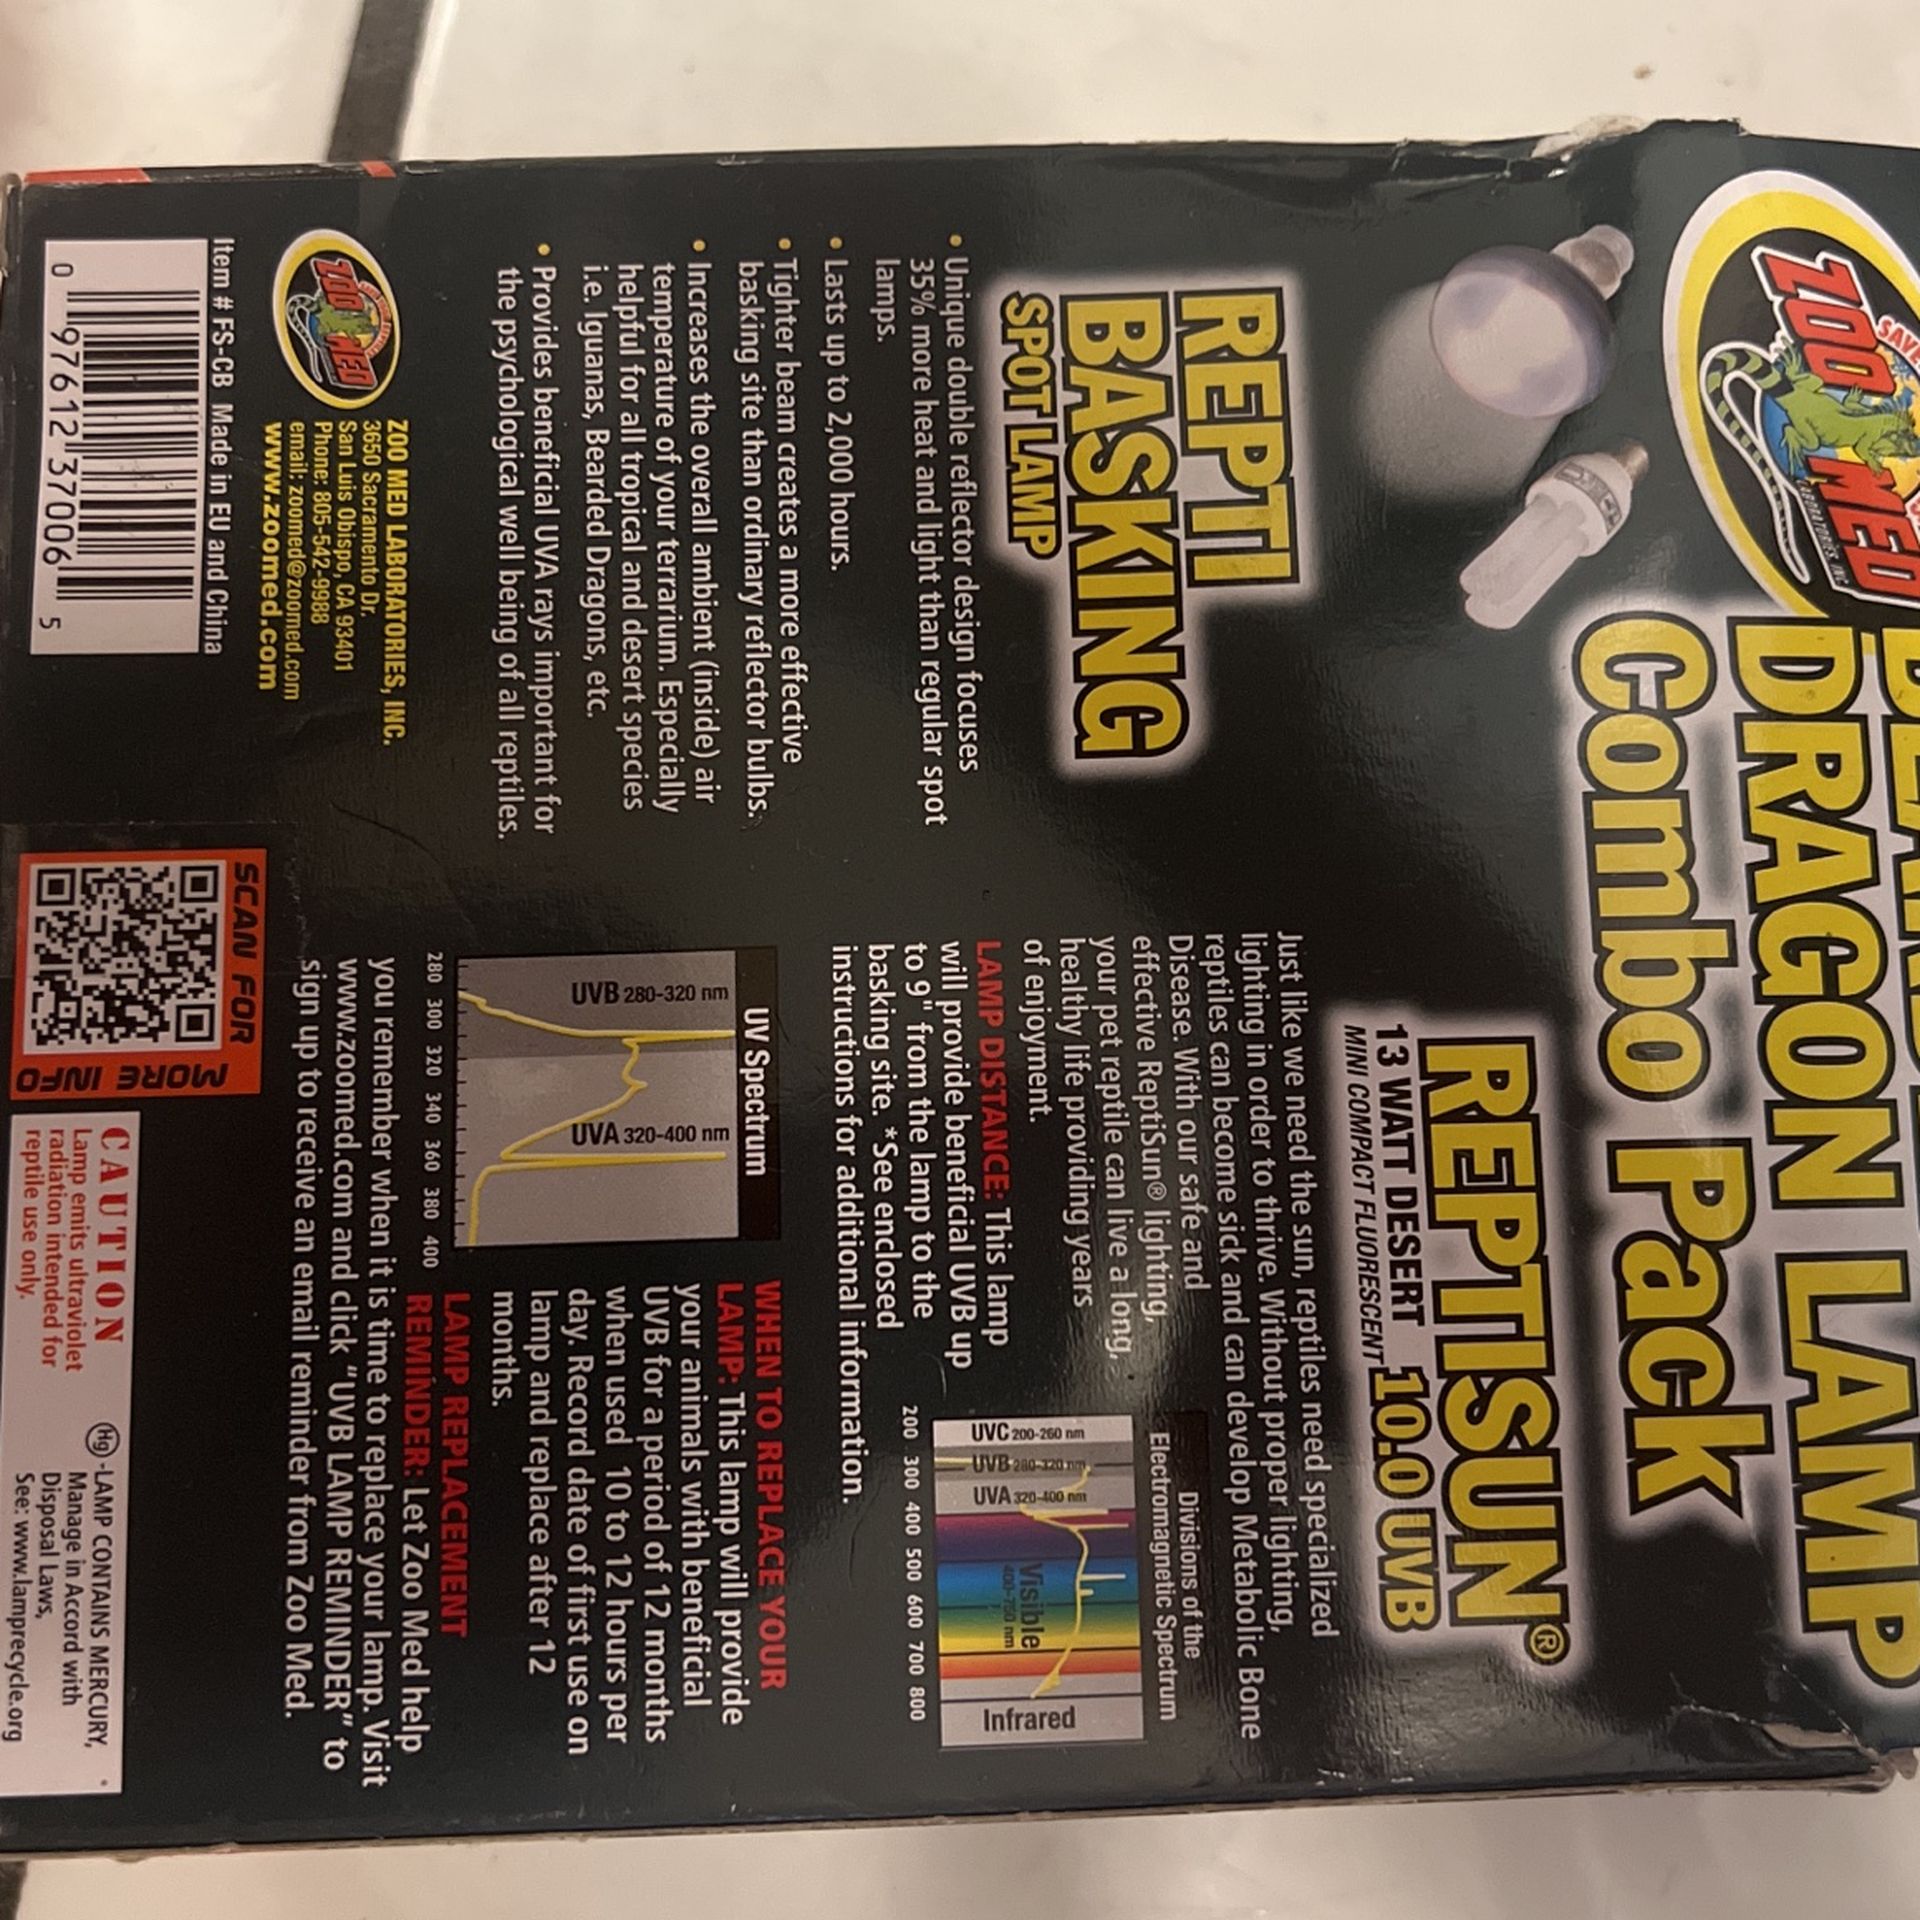 ZOO MED
LABORATORIES, INC.
DRAGON LAMP
Combo Pack
REPTI
BASKING
SPOT LAMP
• Unique double reflector design focuses
35% more heat and light than regular spot
lamps.
• Lasts up to 2,000 hours.
• Tighter beam creates a more effective
basking site than ordinary reflector bulbs.
• Increases the overall ambient (inside) air
temperature of your terrarium. Especially
helpful for all tropical and desert species
i.e. Iguanas, Bearded Dragons, etc.
• Provides beneficial UVA rays important for
the psychological well being of all reptiles.
ZOO MED
ZOO MED LABORATORIES, INC.
3650 Sacramento Dr.
San Luis Obispo, CA 93401
Phone: 805-542-9988
email: zoomed@zoomed.com
www.zoomed.com
Item # FS-CB Made in EU and China
0 97612 37006 5
REPTISUN®
13 WATT DESERT 10.0 UVB
MINI COMPACT FLUORESCENT
Just like we need the sun, reptiles need specialized
lighting in order to thrive. Without proper lighting,
reptiles can become sick and can develop Metabolic Bone
Disease. With our safe and
effective ReptiSun® lighting,
your pet reptile can live a long,
healthy life providing years
of enjoyment.
Divisions of the
Electromagnetic Spectrum
UVC 200-260 nm
UVB 280-320 nm
UVA 320-400 nm
Visible
400-750 nm
Infrared
200 300 400 500 600 700 800
LAMP DISTANCE: This lamp
will provide beneficial UVB up
to 9" from the lamp to the
basking site. *See enclosed
instructions for additional information.
UV Spectrum
UVB 280-320 nm
UVA 320-400 nm
280 300 320 340 360 380 400
WHEN TO REPLACE YOUR
LAMP: This lamp will provide
your animals with beneficial
UVB for a period of 12 months
when used 10 to 12 hours per
day. Record date of first use on
lamp and replace after 12
months.
LAMP REPLACEMENT
REMINDER: Let Zoo Med help
you remember when it is time to replace your lamp. Visit
www.zoomed.com and click "UVB LAMP REMINDER" to
sign up to receive an email reminder from Zoo Med.
SCAN FOR
MORE INFO
CAUTION
Lamp emits ultraviolet
radiation intended for
reptile use only.
Hg -LAMP CONTAINS MERCURY,
Manage in Accord with
Disposal Laws,
See: www.lamprecycle.org